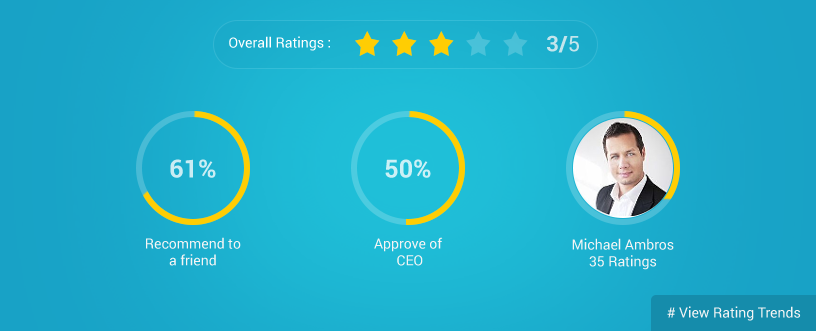 Overall Ratings :
3/5
61%
50%
Recommend to
a friend
Approve of
CEO
Michael Ambros
35 Ratings
# View Rating Trends